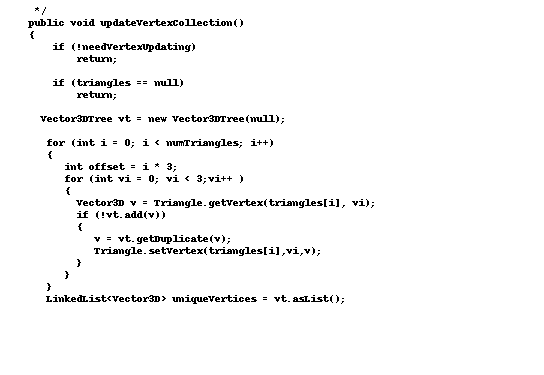 */
public void updateVertexCollection()
{
if (!needVertexUpdating)
return;
if (triangles == null)
return;
Vector3DTree vt = new Vector3DTree(null);
for (int i = 0; i < numTriangles; i++)
{
int offset = i * 3;
for (int vi = 0; vi < 3;vi++ )
{
Vector3D v = Triangle.getVertex(triangles[i], vi);
if (!vt.add(v))
{
v = vt.getDuplicate(v);
Triangle.setVertex(triangles[i],vi,v);
}
}
}
LinkedList<Vector3D> uniqueVertices = vt.asList();